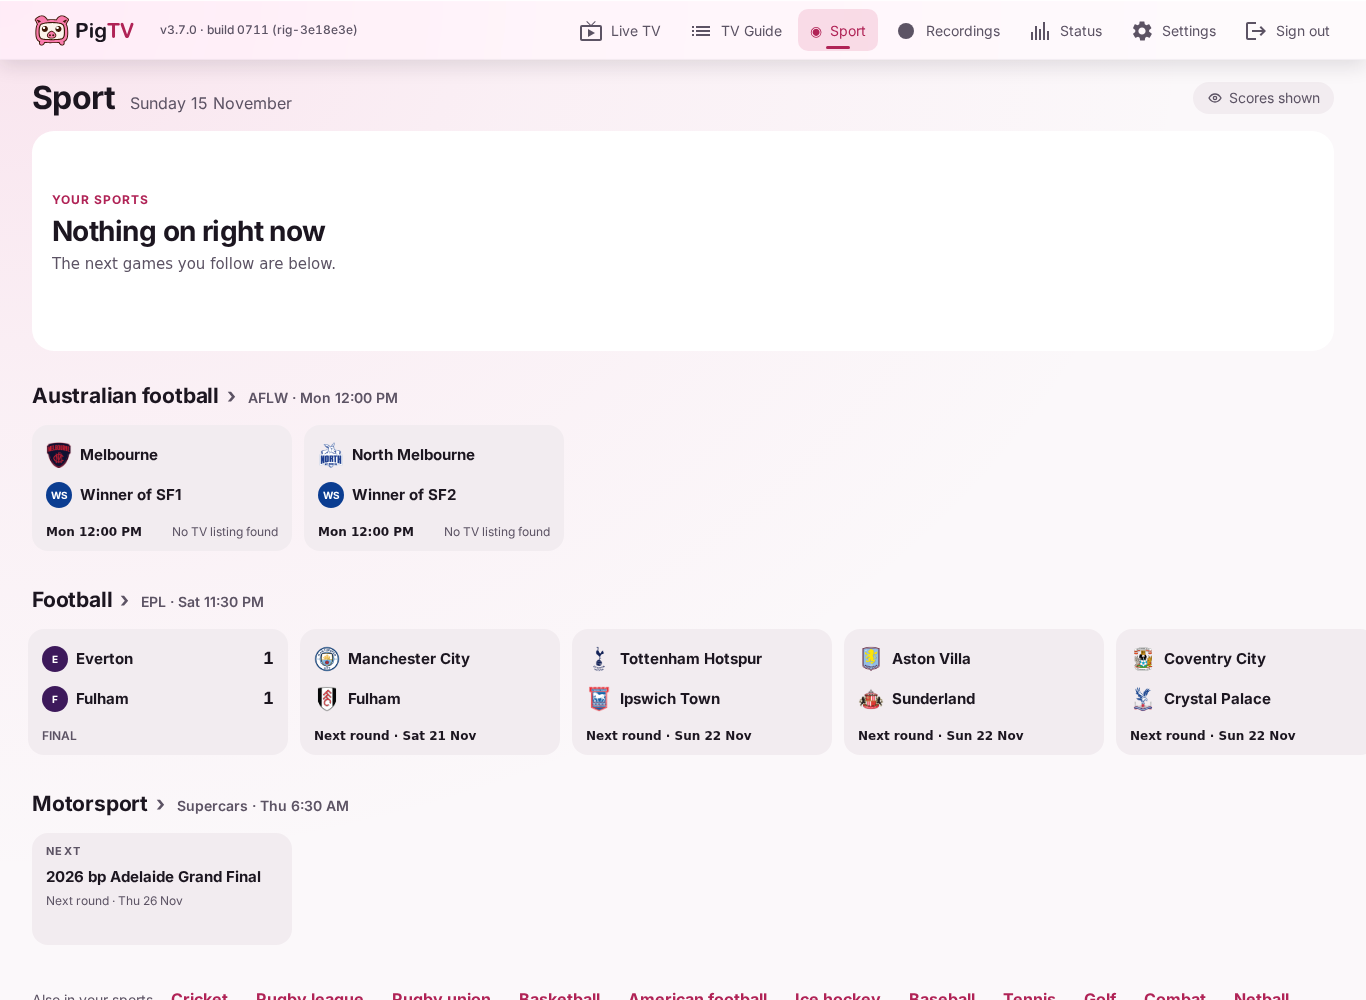 PigTV
v3.7.0 · build 0711 (rig-3e18e3e)
Live TV
TV Guide
Sport
Recordings
Status
Settings
Sign out
Sport
Sunday 15 November
Scores shown
YOUR SPORTS
Nothing on right now
The next games you follow are below.
Australian football › AFLW · Mon 12:00 PM
Melbourne
WS Winner of SF1
Mon 12:00 PM No TV listing found
North Melbourne
WS Winner of SF2
Mon 12:00 PM No TV listing found
Football › EPL · Sat 11:30 PM
E Everton 1
F Fulham 1
FINAL
Manchester City
Fulham
Next round · Sat 21 Nov
Tottenham Hotspur
Ipswich Town
Next round · Sun 22 Nov
Aston Villa
Sunderland
Next round · Sun 22 Nov
Coventry City
Crystal Palace
Next round · Sun 22 Nov
Motorsport › Supercars · Thu 6:30 AM
NEXT
2026 bp Adelaide Grand Final
Next round · Thu 26 Nov
Also in your sports Cricket Rugby league Rugby union Basketball American football Ice hockey Baseball Tennis Golf Combat Netball